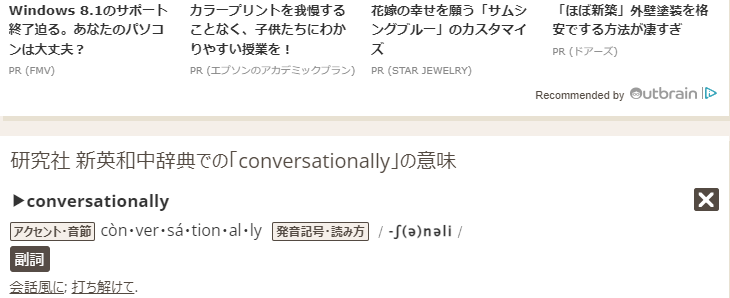 Windows 8.1のサポート
終了迫る。あなたのパソコ
ンは大丈夫？
PR (FMV)
カラープリントを我慢する
ことなく、子供たちにわか
りやすい授業を！
PR (エプソンのアカデミックプラン)
花嫁の幸せを願う「サムシ
ングブルー」のカスタマイ
ズ
PR (STAR JEWELRY)
「ほぼ新築」外壁塗装を格
安でする方法が凄すぎ
PR (ドアーズ)
Recommended by Outbrain
研究社 新英和中辞典での「conversationally」の意味
▶conversationally
アクセント・音節 còn・ver・sá・tion・al・ly 発音記号・読み方 / -ʃ(ə)nəli /
副詞
会話風に; 打ち解けて.